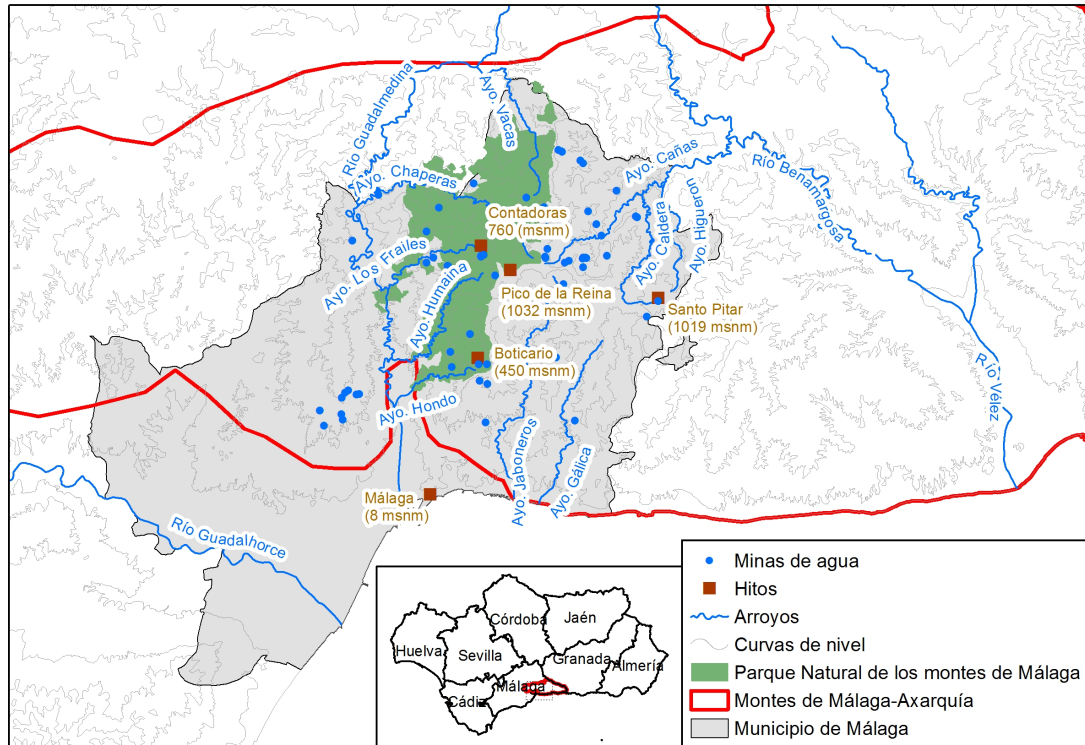 Río Guadalmedina
Ayo. Vacas
Ayo. Chaperas
Ayo. Cañas
Río Benamargosa
Contadoras
760 (msnm)
Ayo. Caldera
Ayo. Higueron
Ayo. Los Frailes
Ayo. Humaina
Pico de la Reina
(1032 msnm)
Santo Pitar
(1019 msnm)
Boticario
(450 msnm)
Río Vélez
Ayo. Hondo
Ayo. Jaboneros
Ayo. Gálica
Málaga
(8 msnm)
Río Guadalhorce
Minas de agua
Hitos
Arroyos
Curvas de nivel
Parque Natural de los montes de Málaga
Montes de Málaga-Axarquía
Municipio de Málaga
Córdoba
Jaén
Huelva
Sevilla
Granada
Almería
Málaga
Cádiz